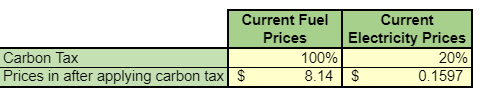 Current Fuel Prices Current Electricity Prices
Carbon Tax 100% 20%
Prices in after applying carbon tax $ 8.14 $ 0.1597